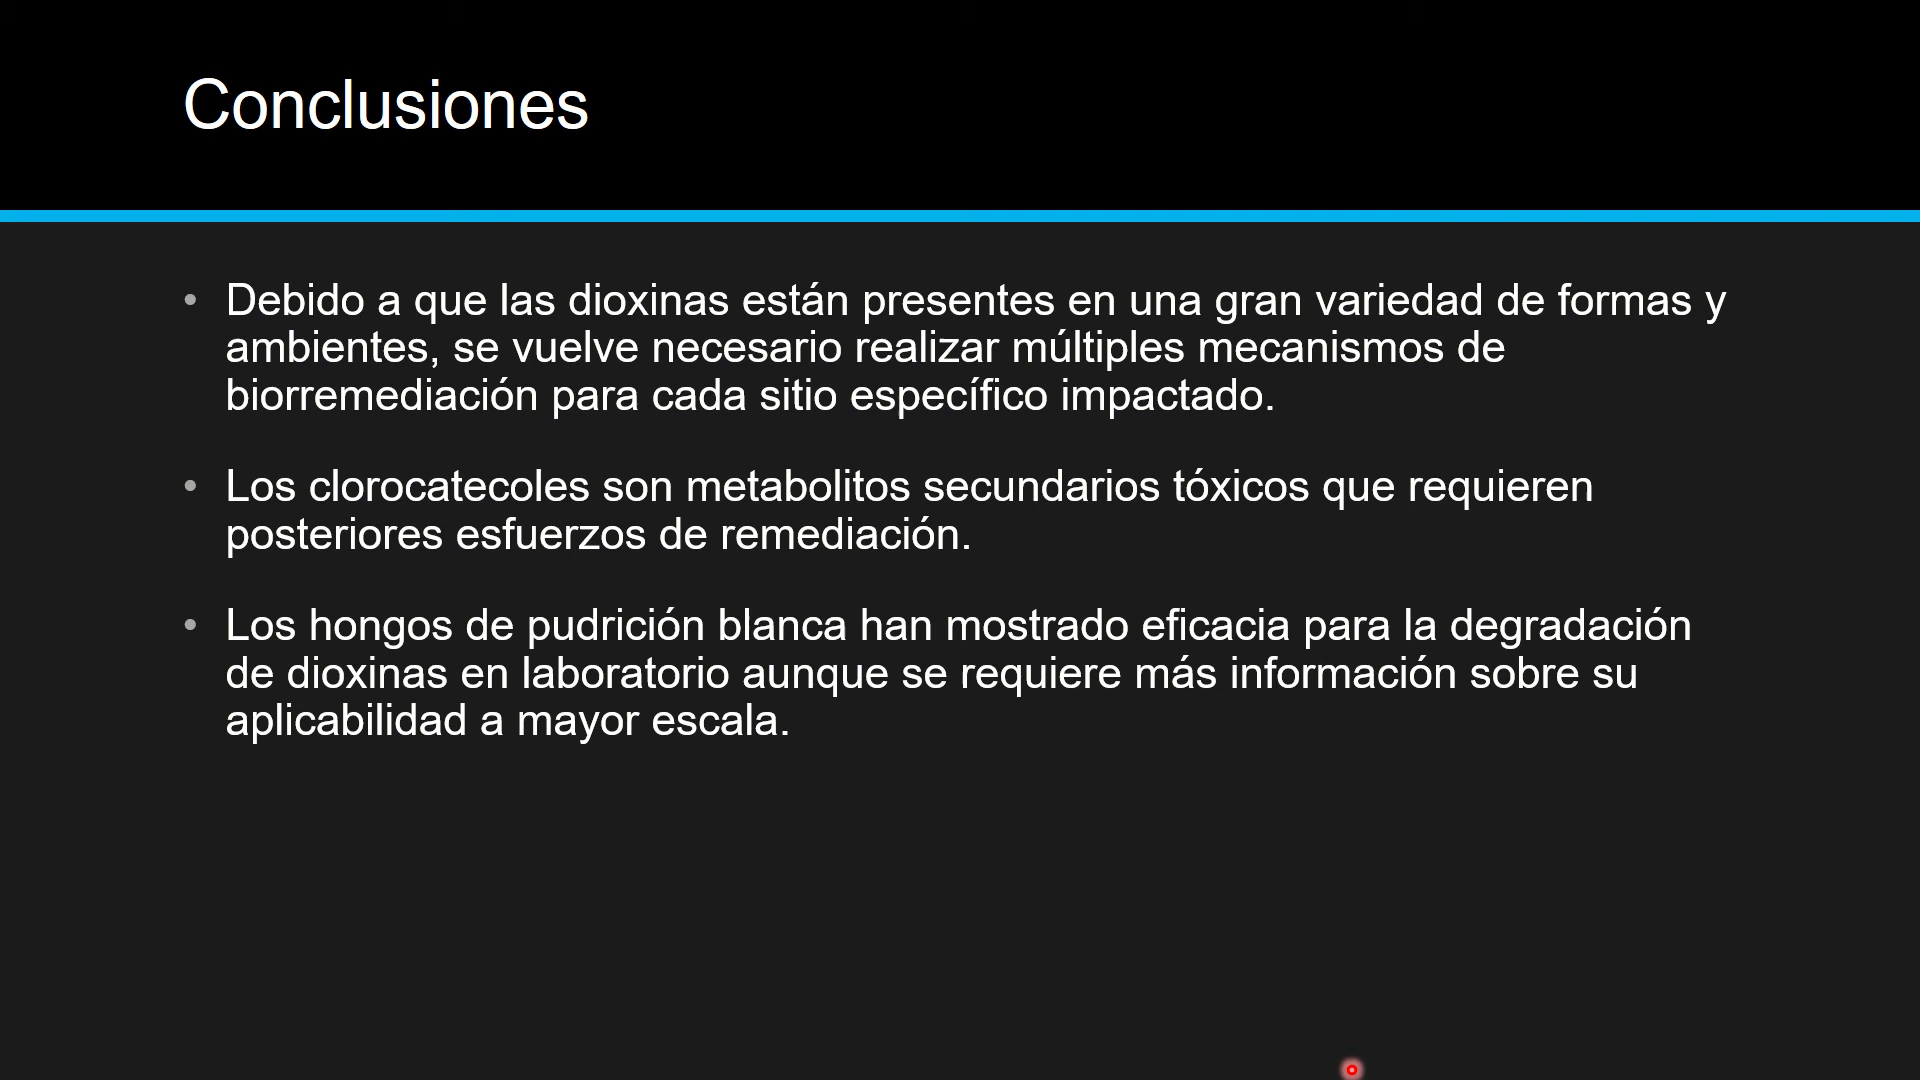 Conclusiones
• Debido a que las dioxinas están presentes en una gran variedad de formas y
ambientes, se vuelve necesario realizar múltiples mecanismos de
biorremediación para cada sitio específico impactado.
• Los clorocatecoles son metabolitos secundarios tóxicos que requieren
posteriores esfuerzos de remediación.
• Los hongos de pudrición blanca han mostrado eficacia para la degradación
de dioxinas en laboratorio aunque se requiere más información sobre su
aplicabilidad a mayor escala.